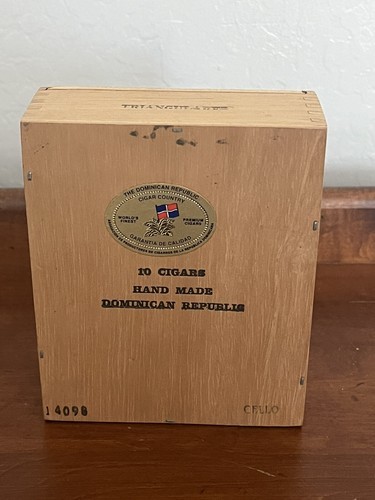 THE DOMINICAN REPUBLIC
CIGAR COUNTRY
WORLD'S FINEST
PREMIUM CIGARS
GARANTIA DE CALIDAD
10 CIGARS
HAND MADE
DOMINICAN REPUBLIC
14098
CELLO